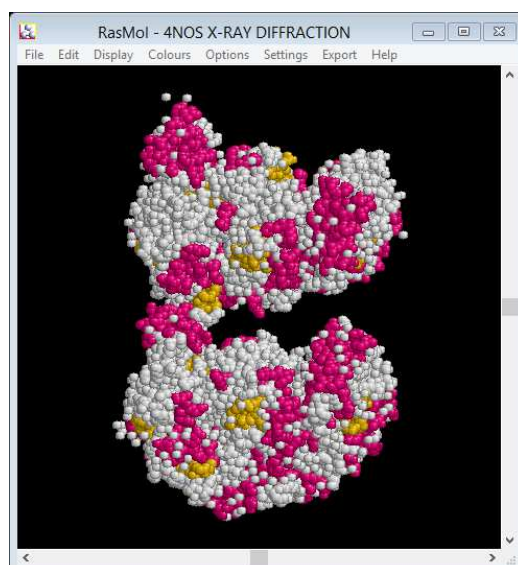 RasMol - 4NOS X-RAY DIFFRACTION
File Edit Display Colours Options Settings Export Help